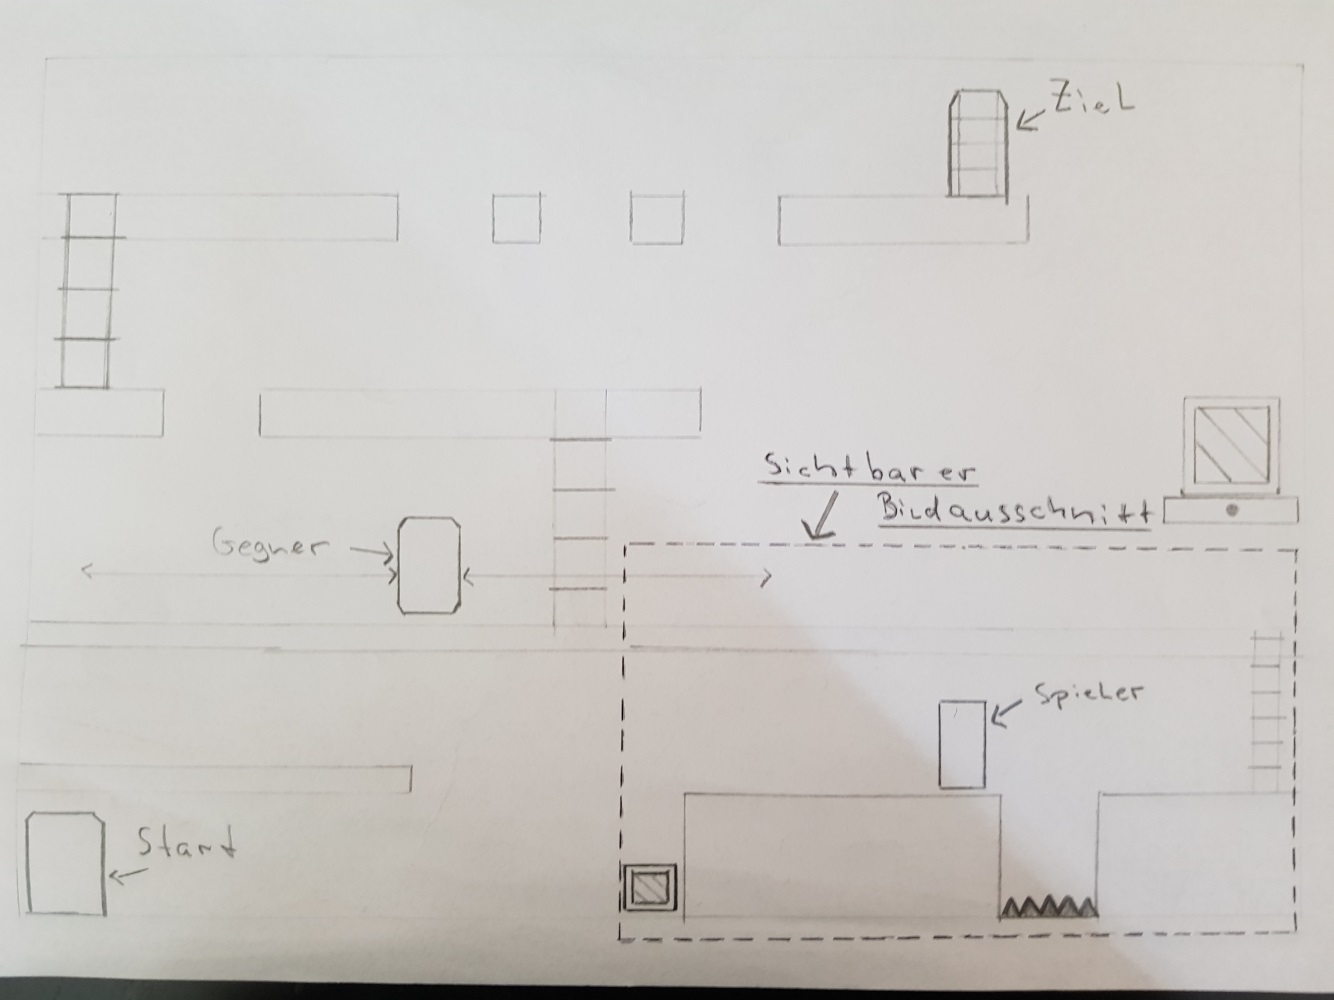 Ziel
Sichtbarer
Bildausschnitt
Gegner
Spieler
Start